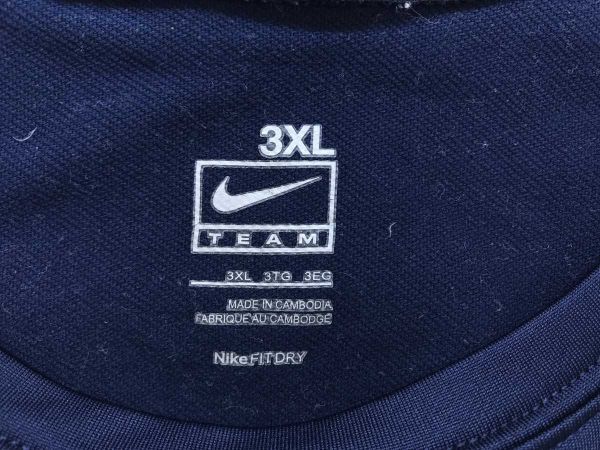 3XL
TEAM
3XL 3TG 3EG
MADE IN CAMBODIA
FABRIQUE AU CAMBODGE
NikeFITDRY